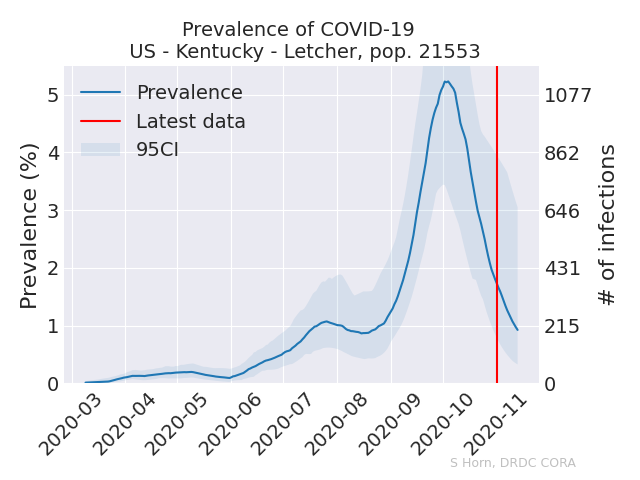 Prevalence of COVID-19
US - Kentucky - Letcher, pop. 21553
Prevalence
Latest data
95CI
Prevalence (%)
5
4
3
2
1
0
1077
862
646
431
215
0
# of infections
2020-03
2020-04
2020-05
2020-06
2020-07
2020-08
2020-09
2020-10
2020-11
S Horn, DRDC CORA